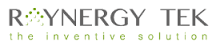 RAYNERGY TEK
the inventive solution